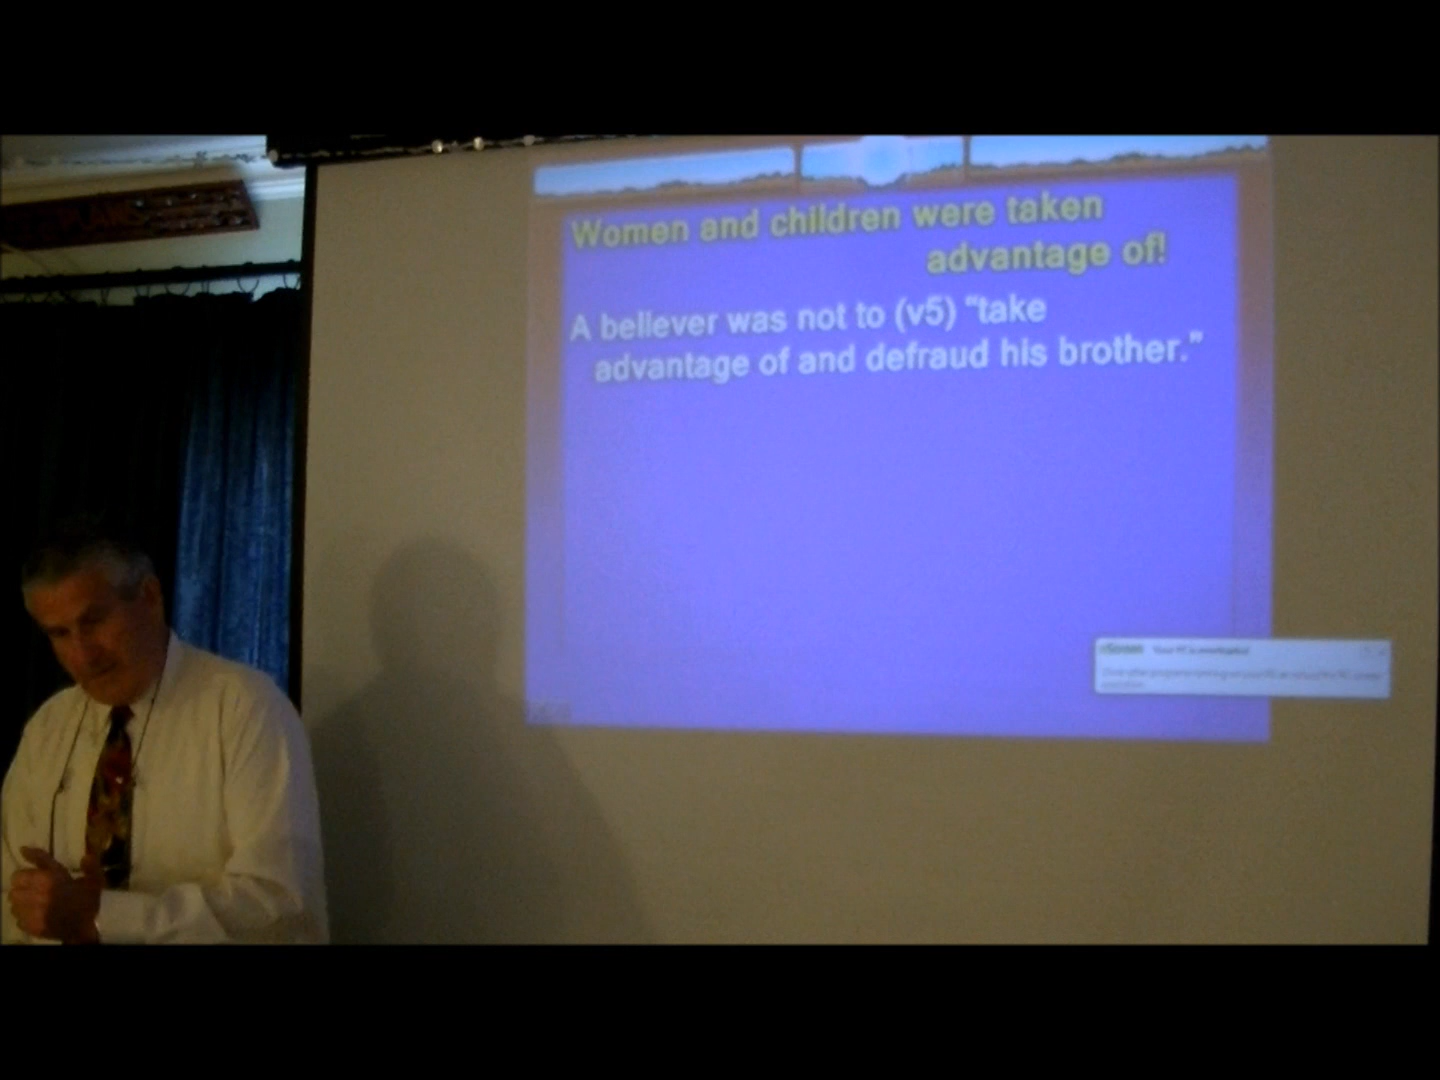 Women and children were taken
advantage of!
A believer was not to (v5) “take
advantage of and defraud his brother.”